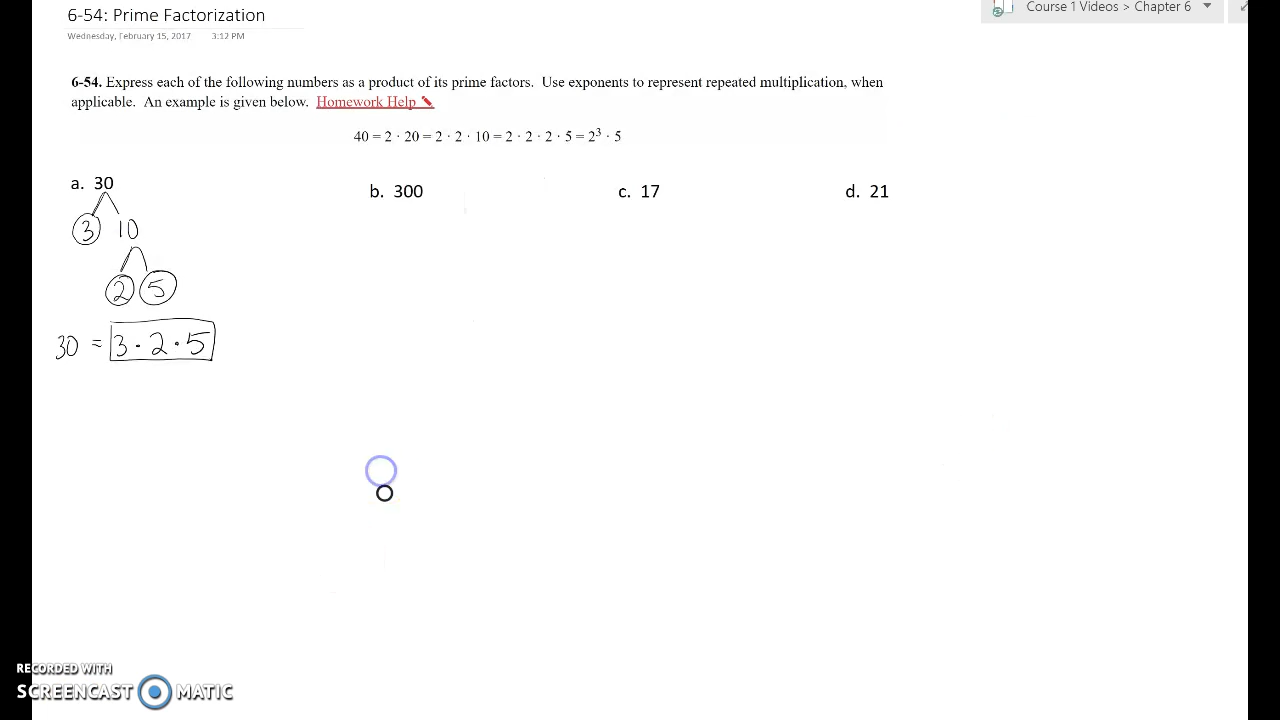 6-54: Prime Factorization
Course 1 Videos > Chapter 6
Wednesday, February 15, 2017 3:12 PM
6-54. Express each of the following numbers as a product of its prime factors. Use exponents to represent repeated multiplication, when
applicable. An example is given below. Homework Help
40 = 2 · 20 = 2 · 2 · 10 = 2 · 2 · 2 · 5 = 2³ · 5
a. 30
b. 300
c. 17
d. 21
3 10
2 5
30 = 3 · 2 · 5
RECORDED WITH
SCREENCAST MATIC